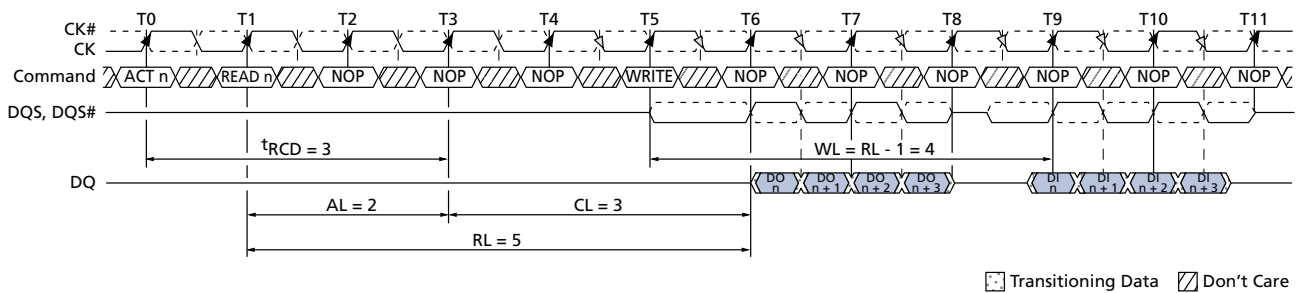 T0 T1 T2 T3 T4 T5 T6 T7 T8 T9 T10 T11
CK#
CK
Command ACT n READ n NOP NOP NOP WRITE NOP NOP NOP NOP NOP NOP
DQS, DQS#
tRCD = 3 WL = RL - 1 = 4
DQ DO n DO n + 1 DO n + 2 DO n + 3 DI n DI n + 1 DI n + 2 DI n + 3
AL = 2 CL = 3
RL = 5
Transitioning Data Don't Care